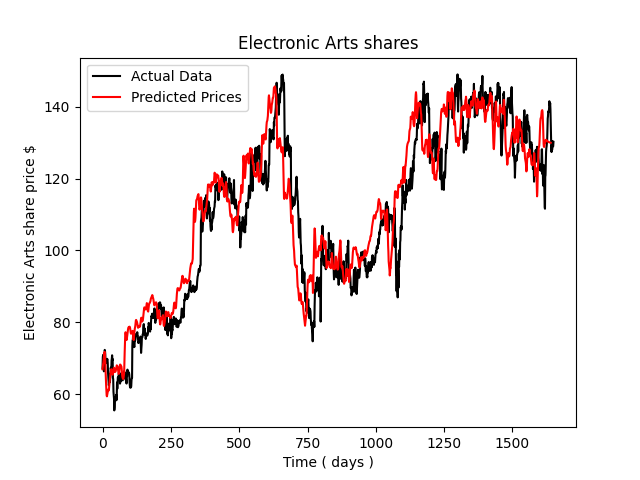 Electronic Arts shares
Actual Data
Predicted Prices
Electronic Arts share price $
140
120
100
80
60
0 250 500 750 1000 1250 1500
Time ( days )